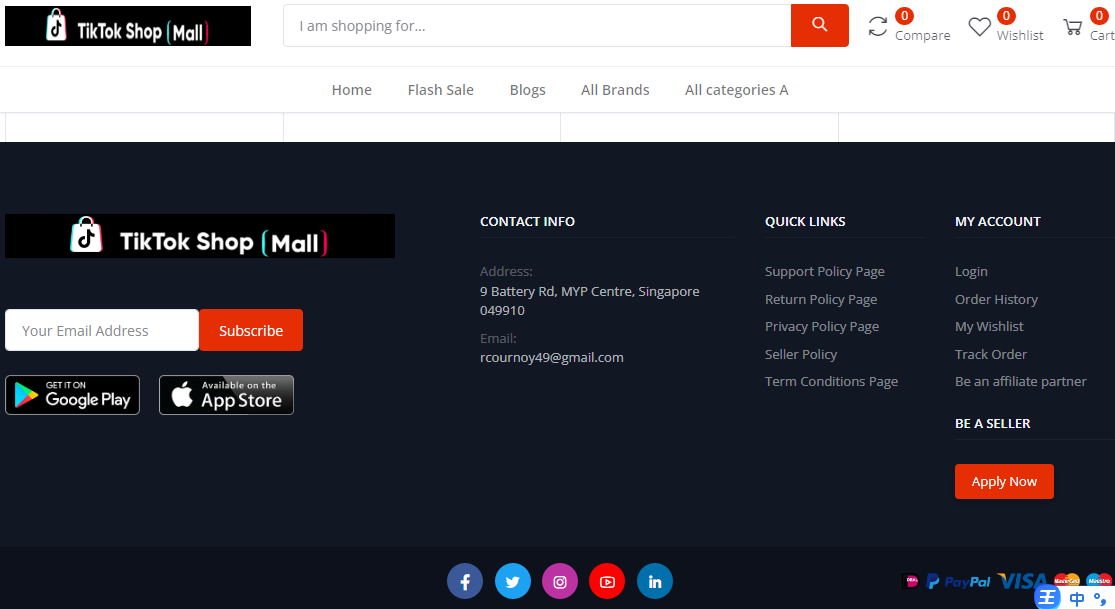 TikTok Shop (Mall)
I am shopping for...
0
Compare
0
Wishlist
0
Cart
Home Flash Sale Blogs All Brands All categories A
TikTok Shop (Mall)
Your Email Address
Subscribe
GET IT ON
Google Play
Available on the
App Store
CONTACT INFO
Address:
9 Battery Rd, MYP Centre, Singapore
049910
Email:
rcournoy49@gmail.com
QUICK LINKS
Support Policy Page
Return Policy Page
Privacy Policy Page
Seller Policy
Term Conditions Page
MY ACCOUNT
Login
Order History
My Wishlist
Track Order
Be an affiliate partner
BE A SELLER
Apply Now
PayPal VISA MasterCard Maestro
中